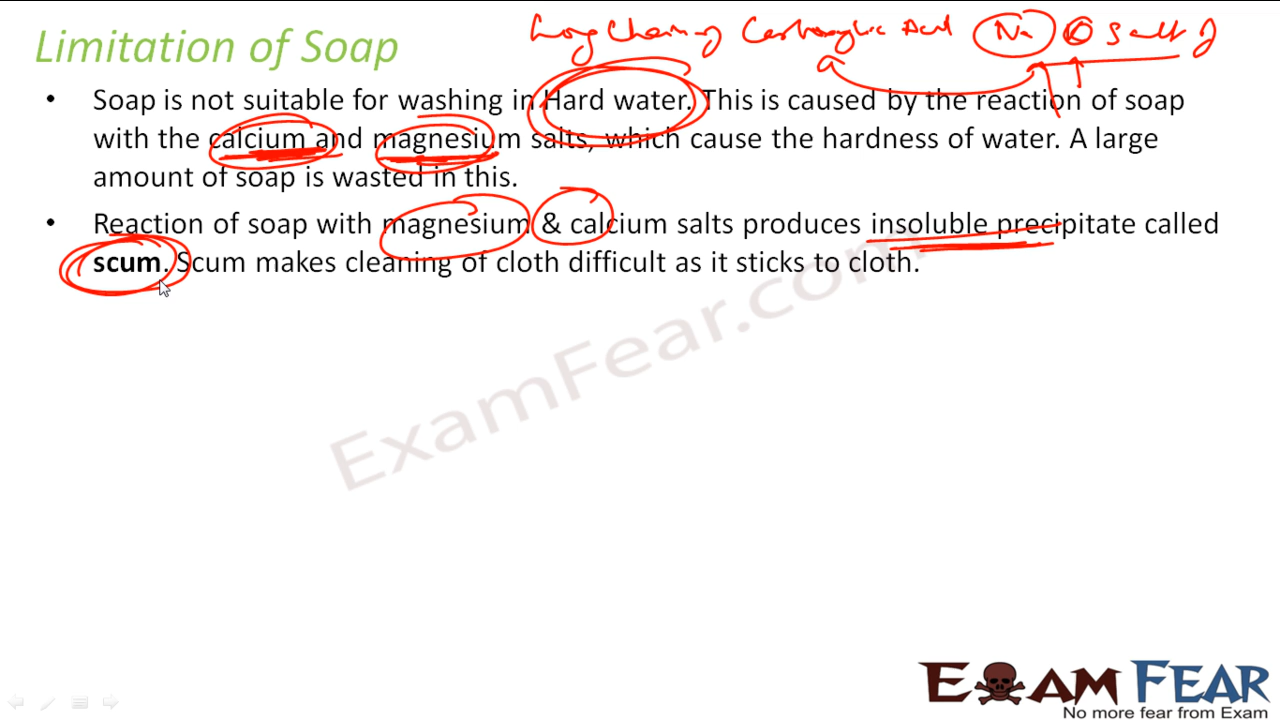 Long Chain of Carboxylic Acid Na salt of
Limitation of Soap
• Soap is not suitable for washing in Hard water. This is caused by the reaction of soap
with the calcium and magnesium salts, which cause the hardness of water. A large
amount of soap is wasted in this.
• Reaction of soap with magnesium & calcium salts produces insoluble precipitate called
scum. Scum makes cleaning of cloth difficult as it sticks to cloth.
ExamFear.com
EXAM FEAR
No more fear from Exam